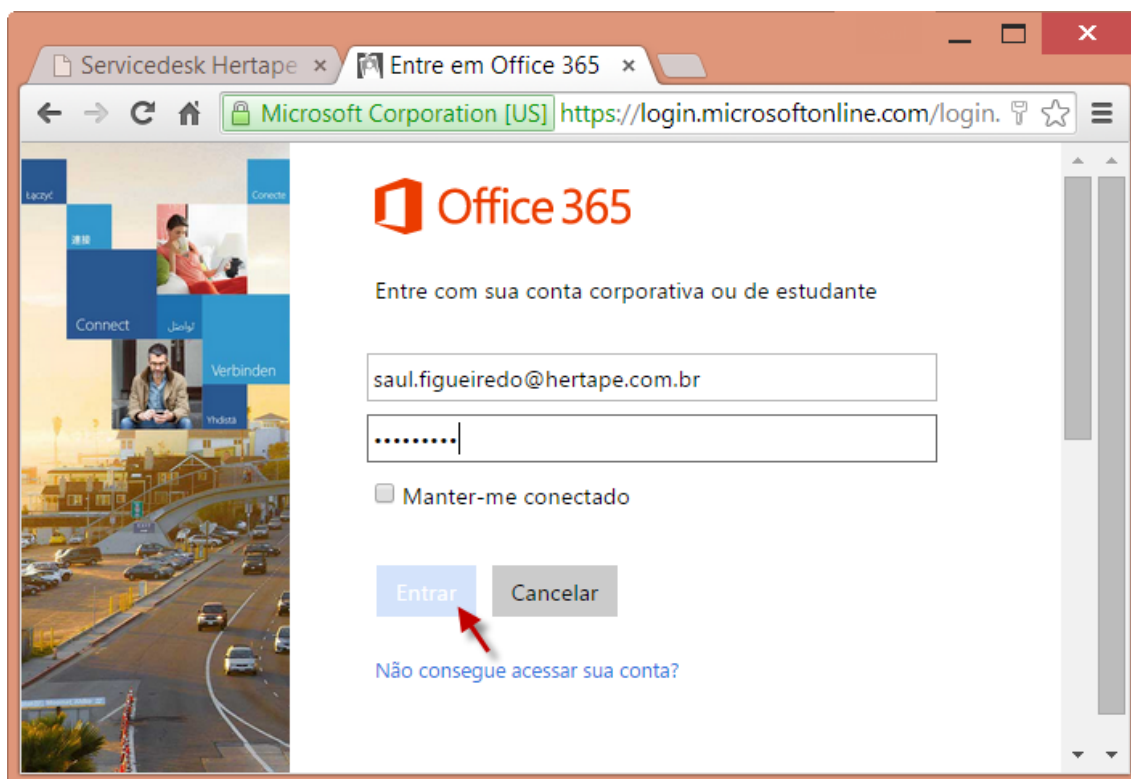 Servicedesk Hertape
Entre em Office 365
Microsoft Corporation [US] https://login.microsoftonline.com/login.
Łączyć
Conecte
連接
Connect
تواصل
Verbinden
Yhdistä
Office 365
Entre com sua conta corporativa ou de estudante
saul.figueiredo@hertape.com.br
•••••••••
Manter-me conectado
Entrar
Cancelar
Não consegue acessar sua conta?